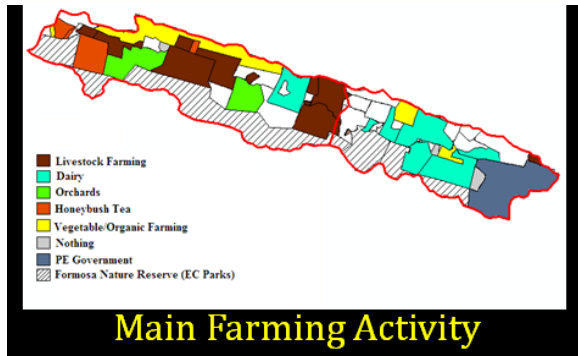 Livestock Farming
Dairy
Orchards
Honeybush Tea
Vegetable/Organic Farming
Nothing
PE Government
Formosa Nature Reserve (EC Parks)
Main Farming Activity